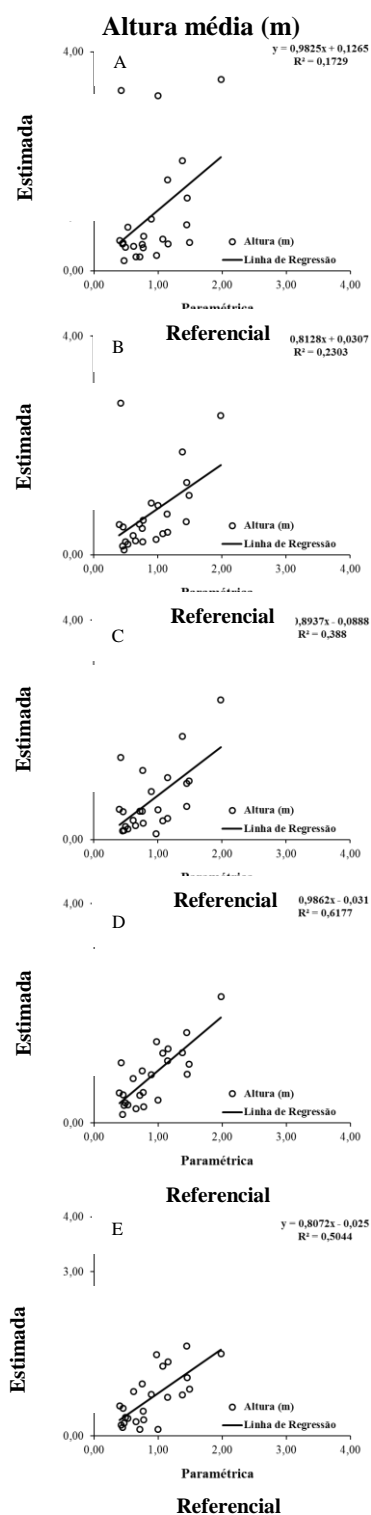 Altura média (m)
y = 0,9825x + 0,1265
R² = 0,1729
4,00
A
Estimada
Altura (m)
Linha de Regressão
0,00
0,00 1,00 2,00 3,00 4,00
Paramétrica
Referencial
0,8128x + 0,0307
R² = 0,2303
4,00
B
Estimada
Altura (m)
Linha de Regressão
0,00
0,00 1,00 2,00 3,00 4,00
Referencial
,8937x - 0,0888
R² = 0,388
4,00
C
Estimada
Altura (m)
Linha de Regressão
0,00
0,00 1,00 2,00 3,00 4,00
Referencial
0,9862x - 0,031
R² = 0,6177
4,00
D
Estimada
Altura (m)
Linha de Regressão
0,00
0,00 1,00 2,00 3,00 4,00
Paramétrica
Referencial
4,00
E
y = 0,8072x - 0,025
R² = 0,5044
3,00
Estimada
Altura (m)
Linha de Regressão
0,00
0,00 1,00 2,00 3,00 4,00
Paramétrica
Referencial